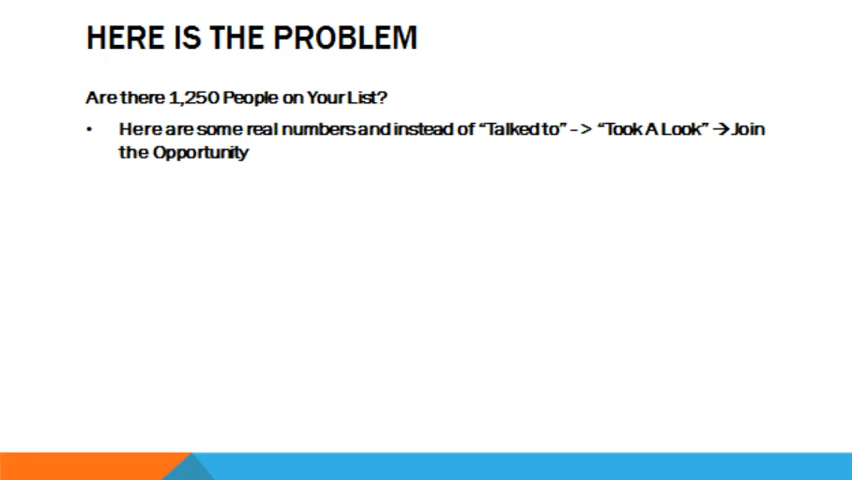 HERE IS THE PROBLEM
Are there 1,250 People on Your List?
• Here are some real numbers and instead of “Talked to” - > “Took A Look” →Join
the Opportunity